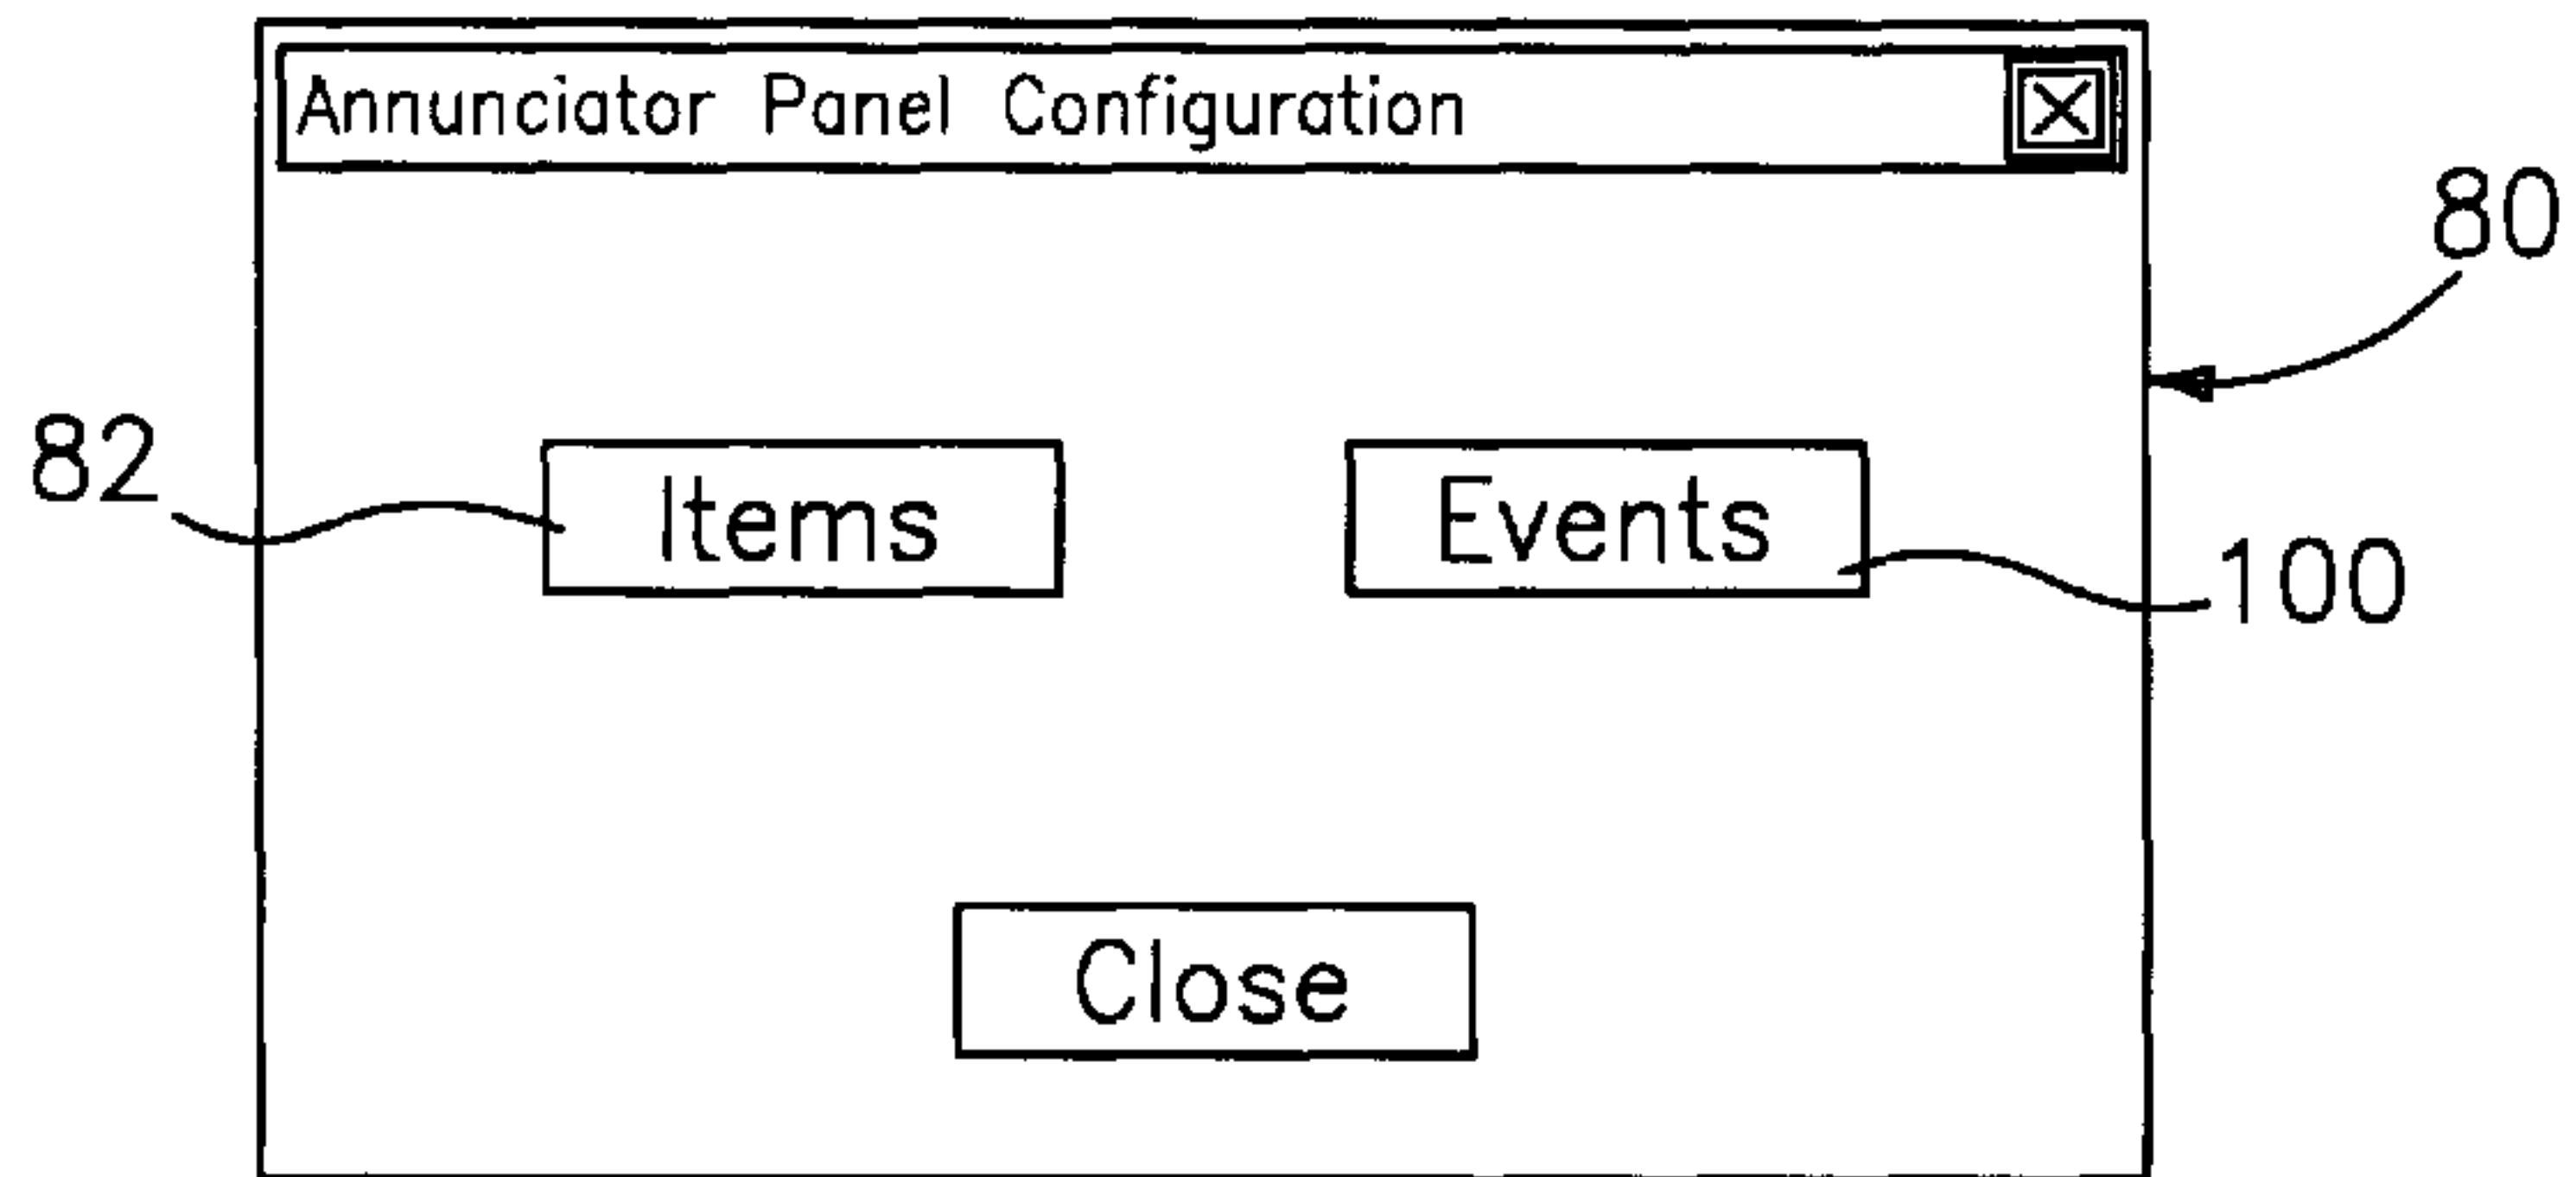 Annunciator Panel Configuration
80
82
Items
Events
100
Close